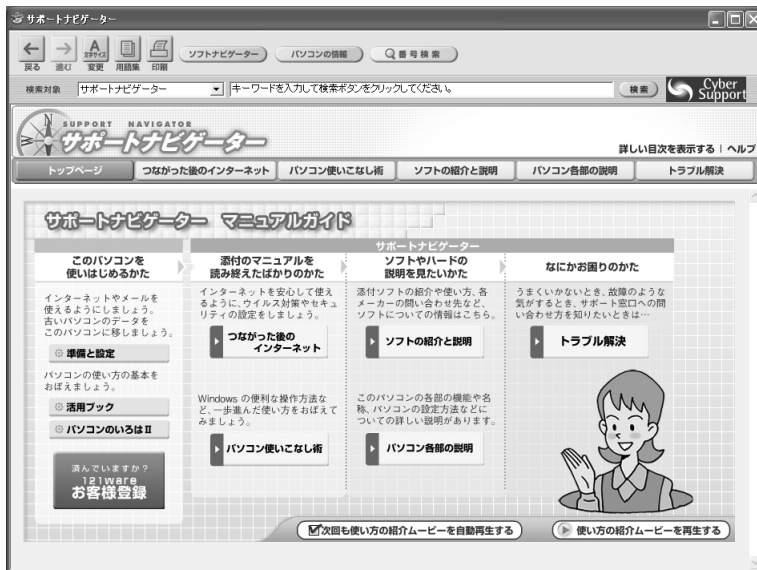 サポートナビゲーター
戻る 進む 文字サイズ 変更 用語集 印刷 ソフトナビゲーター パソコンの情報 番号検索
検索対象 サポートナビゲーター キーワードを入力して検索ボタンをクリックしてください。 検索 Cyber Support
SUPPORT NAVIGATOR
サポートナビゲーター
詳しい目次を表示する | ヘルプ
トップページ つながった後のインターネット パソコン使いこなし術 ソフトの紹介と説明 パソコン各部の説明 トラブル解決
サポートナビゲーター マニュアルガイド
サポートナビゲーター
このパソコンを
使いはじめるかた
インターネットやメールを
使えるようにしましょう。
古いパソコンのデータを
このパソコンに移しましょう。
準備と設定
パソコンの使い方の基本を
おぼえましょう。
活用ブック
パソコンのいろはⅡ
済んでいますか?
121ware
お客様登録
添付のマニュアルを
読み終えたばかりのかた
インターネットを安心して使え
るように、ウイルス対策やセキュ
リティの設定をしましょう。
つながった後の
インターネット
Windows の便利な操作方法な
ど、一歩進んだ使い方をおぼえて
みましょう。
パソコン使いこなし術
ソフトやハードの
説明を見たいかた
添付ソフトの紹介や使い方、各
メーカーの問い合わせ先など、
ソフトについての情報はこちら。
ソフトの紹介と説明
このパソコンの各部の機能や名
称、パソコンの設定方法などに
ついての詳しい説明があります。
パソコン各部の説明
なにかお困りのかた
うまくいかないとき、故障のような
気がするとき、サポート窓口への問
い合わせ方を知りたいときは…
トラブル解決
次回も使い方の紹介ムービーを自動再生する
使い方の紹介ムービーを再生する